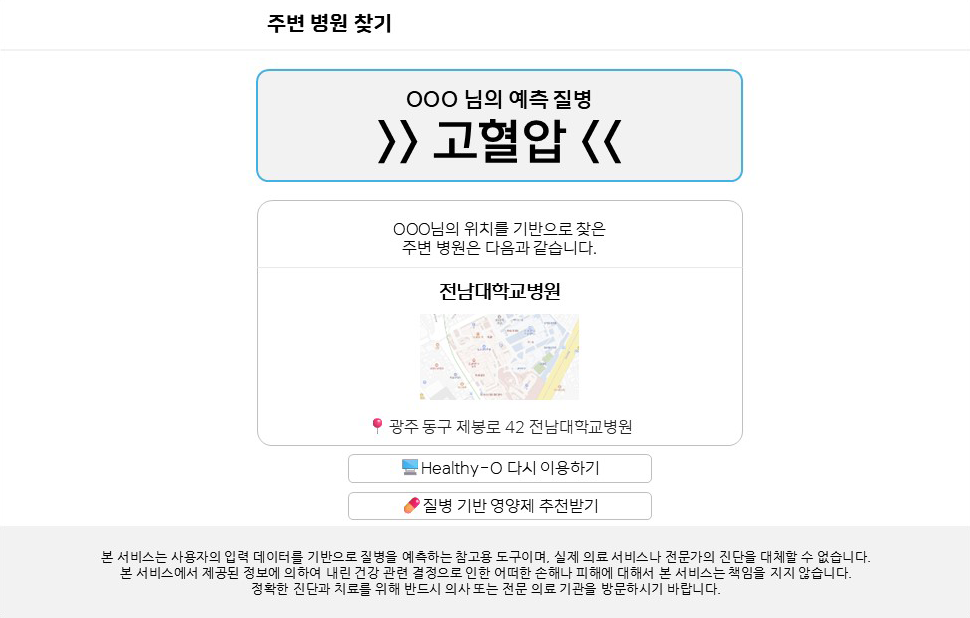 주변 병원 찾기
OOO 님의 예측 질병
>> 고혈압 <<
OOO님의 위치를 기반으로 찾은
주변 병원은 다음과 같습니다.
전남대학교병원
광주 동구 제봉로 42 전남대학교병원
Healthy-O 다시 이용하기
질병 기반 영양제 추천받기
본 서비스는 사용자의 입력 데이터를 기반으로 질병을 예측하는 참고용 도구이며, 실제 의료 서비스나 전문가의 진단을 대체할 수 없습니다.
본 서비스에서 제공된 정보에 의하여 내린 건강 관련 결정으로 인한 어떠한 손해나 피해에 대해서 본 서비스는 책임을 지지 않습니다.
정확한 진단과 치료를 위해 반드시 의사 또는 전문 의료 기관을 방문하시기 바랍니다.